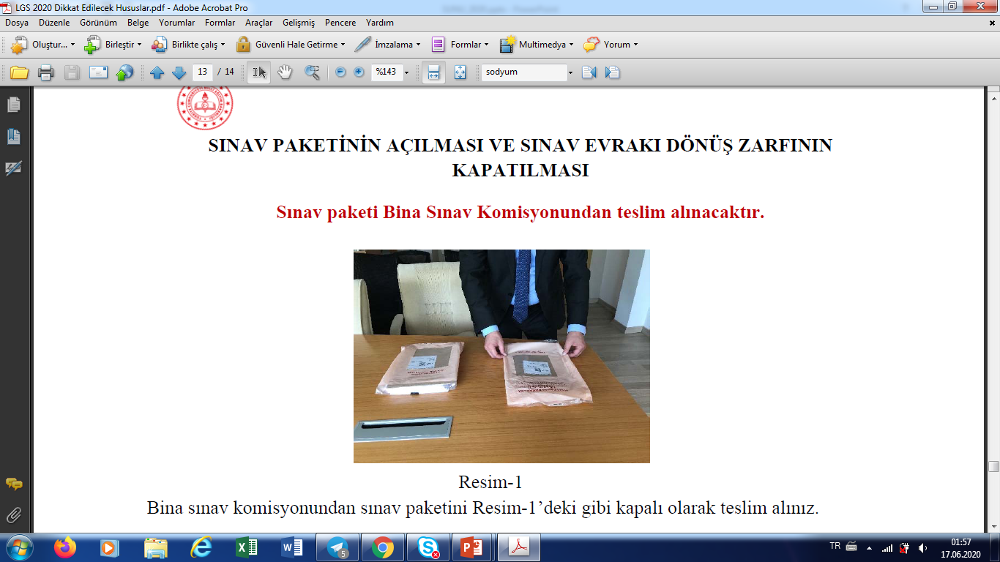 LGS 2020 Dikkat Edilecek Hususlar.pdf - Adobe Acrobat Pro
Dosya Düzenle Görünüm Belge Yorumlar Formlar Araçlar Gelişmiş Pencere Yardım
Oluştur... Birleştir Birlikte çalış Güvenli Hale Getirme İmzalama Formlar Multimedya Yorum
13 / 14 %143 sodyum
SINAV PAKETİNİN AÇILMASI VE SINAV EVRAKI DÖNÜŞ ZARFININ
KAPATILMASI
Sınav paketi Bina Sınav Komisyonundan teslim alınacaktır.
Resim-1
Bina sınav komisyonundan sınav paketini Resim-1’deki gibi kapalı olarak teslim alınız.
5
TR
01:57
17.06.2020